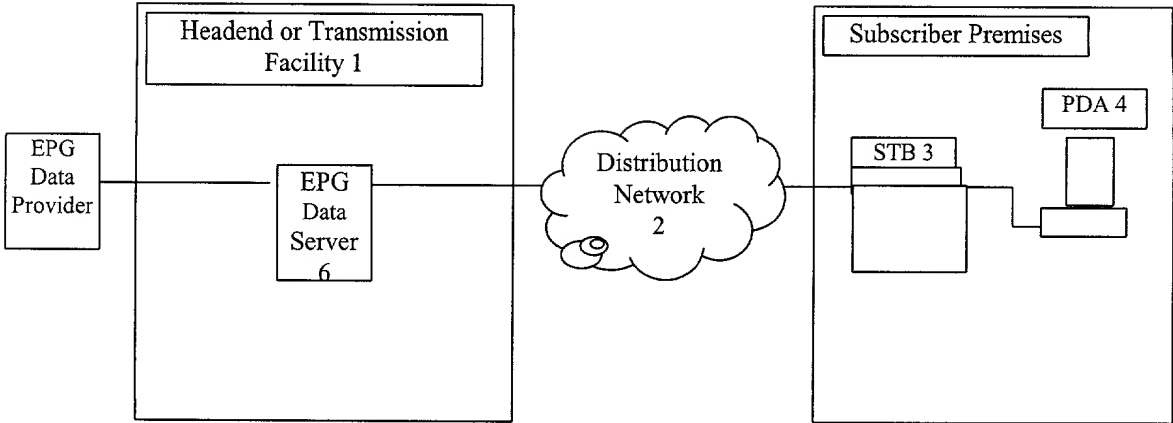 Headend or Transmission
Facility 1
Subscriber Premises
PDA 4
EPG
Data
Provider
EPG
Data
Server
6
Distribution
Network
2
STB 3